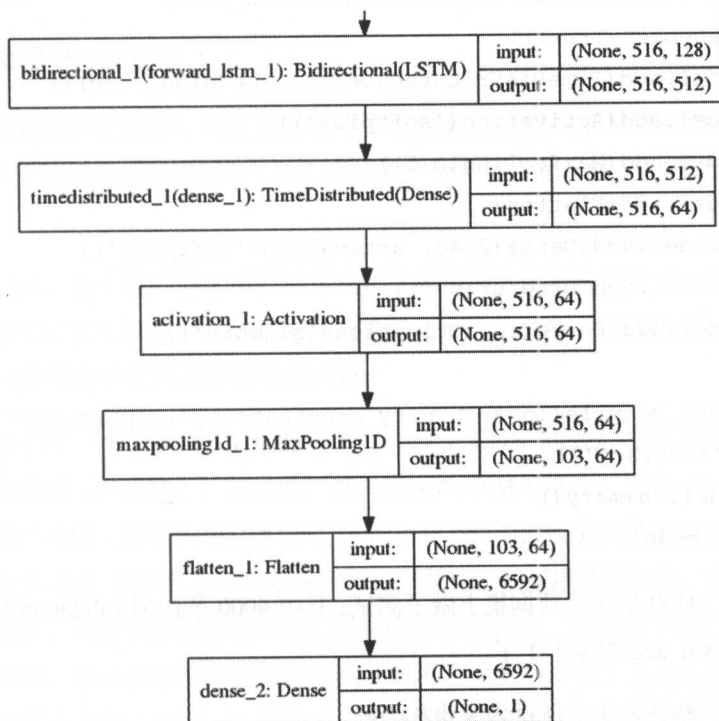 bidirectional_1(forward_lstm_1): Bidirectional(LSTM)
input: (None, 516, 128)
output: (None, 516, 512)
timedistributed_1(dense_1): TimeDistributed(Dense)
input: (None, 516, 512)
output: (None, 516, 64)
activation_1: Activation
input: (None, 516, 64)
output: (None, 516, 64)
maxpooling1d_1: MaxPooling1D
input: (None, 516, 64)
output: (None, 103, 64)
flatten_1: Flatten
input: (None, 103, 64)
output: (None, 6592)
dense_2: Dense
input: (None, 6592)
output: (None, 1)